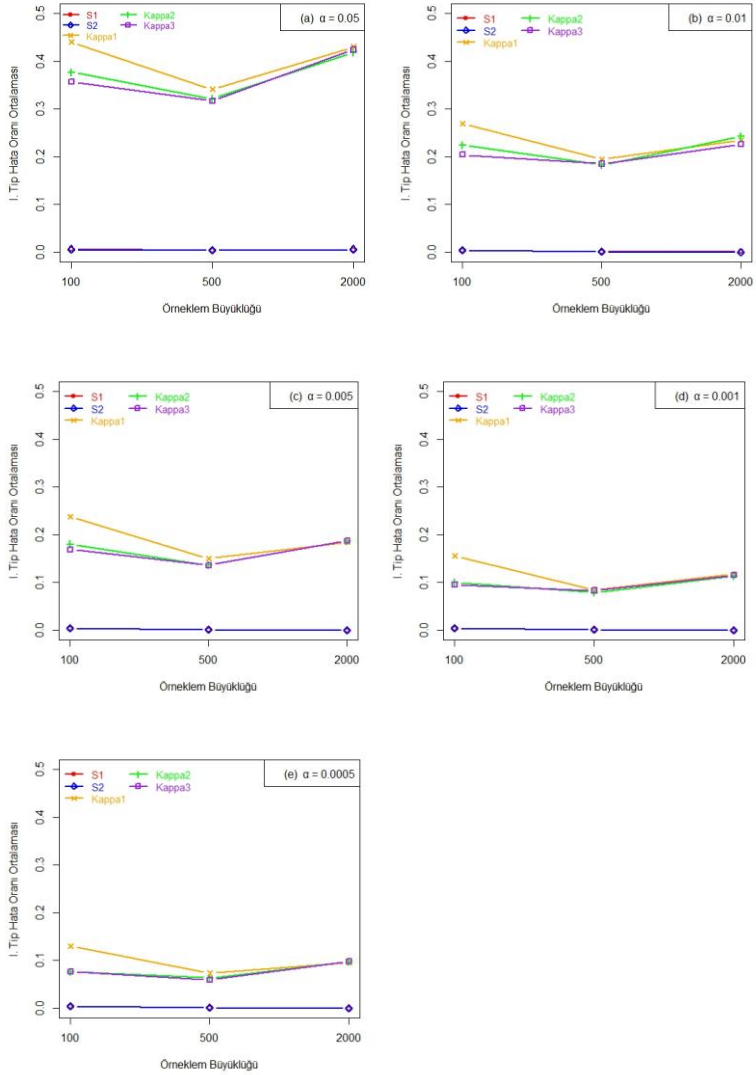 S1
S2
Kappa1
Kappa2
Kappa3
(a) α = 0.05
I. Tip Hata Oranı Ortalaması
0.5
0.4
0.3
0.2
0.1
0.0
100
500
2000
Örneklem Büyüklüğü
S1
S2
Kappa1
Kappa2
Kappa3
(b) α = 0.01
I. Tip Hata Oranı Ortalaması
0.5
0.4
0.3
0.2
0.1
0.0
100
500
2000
Örneklem Büyüklüğü
S1
S2
Kappa1
Kappa2
Kappa3
(c) α = 0.005
I. Tip Hata Oranı Ortalaması
0.5
0.4
0.3
0.2
0.1
0.0
100
500
2000
Örneklem Büyüklüğü
S1
S2
Kappa1
Kappa2
Kappa3
(d) α = 0.001
I. Tip Hata Oranı Ortalaması
0.5
0.4
0.3
0.2
0.1
0.0
100
500
2000
Örneklem Büyüklüğü
S1
S2
Kappa1
Kappa2
Kappa3
(e) α = 0.0005
I. Tip Hata Oranı Ortalaması
0.5
0.4
0.3
0.2
0.1
0.0
100
500
2000
Örneklem Büyüklüğü